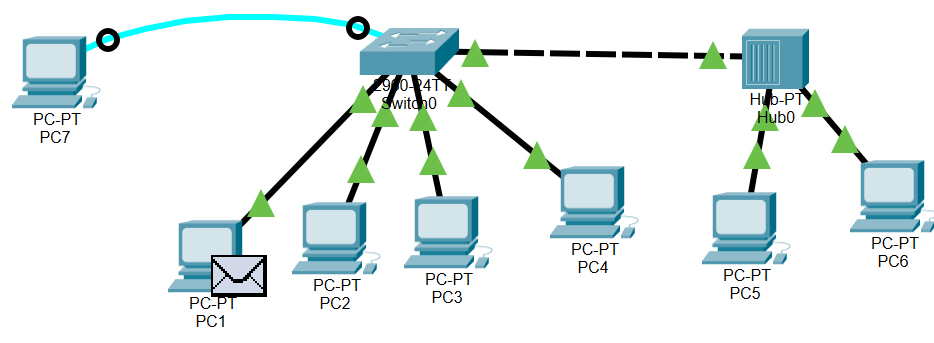 PC-PT
PC7
2960-24TT
Switch0
Hub-PT
Hub0
PC-PT
PC1
PC-PT
PC2
PC-PT
PC3
PC-PT
PC4
PC-PT
PC5
PC-PT
PC6